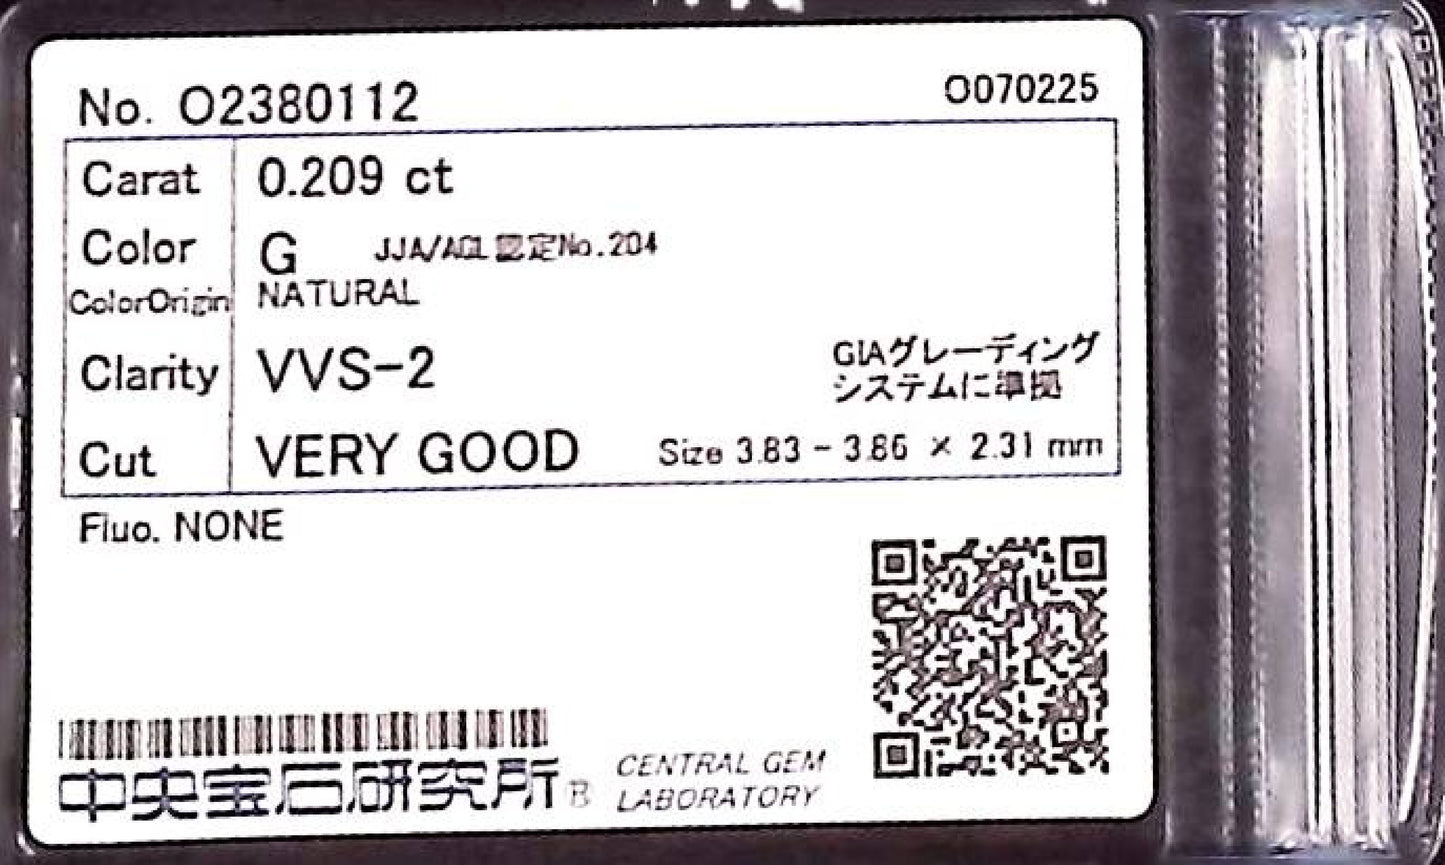 No. O2380112
O070225
Carat 0.209 ct
Color G JJA/AGL認定No.204
ColorOrigin NATURAL
Clarity VVS-2
GIAグレーディング
システムに準拠
Cut VERY GOOD Size 3.83 - 3.86 × 2.31 mm
Fluo. NONE
中央宝石研究所®
CENTRAL GEM
LABORATORY